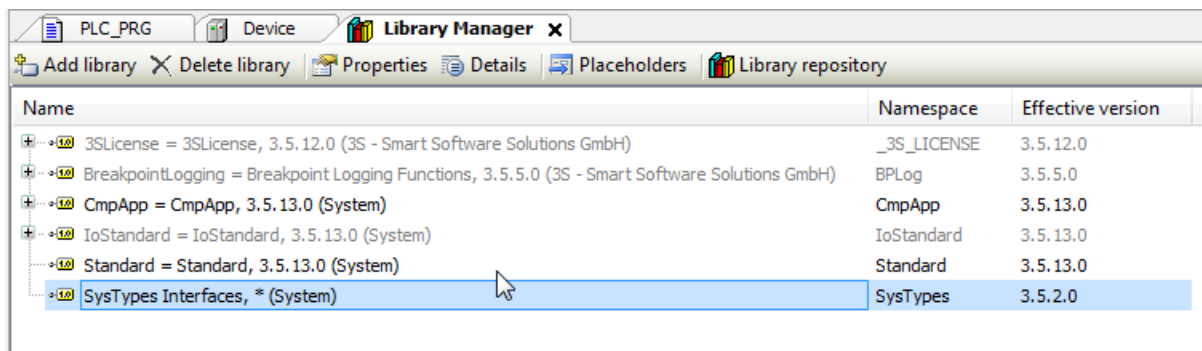 PLC_PRG Device Library Manager
Add library Delete library Properties Details Placeholders Library repository
Name Namespace Effective version
3SLicense = 3SLicense, 3.5.12.0 (3S - Smart Software Solutions GmbH) _3S_LICENSE 3.5.12.0
BreakpointLogging = Breakpoint Logging Functions, 3.5.5.0 (3S - Smart Software Solutions GmbH) BPLog 3.5.5.0
CmpApp = CmpApp, 3.5.13.0 (System) CmpApp 3.5.13.0
IoStandard = IoStandard, 3.5.13.0 (System) IoStandard 3.5.13.0
Standard = Standard, 3.5.13.0 (System) Standard 3.5.13.0
SysTypes Interfaces, * (System) SysTypes 3.5.2.0